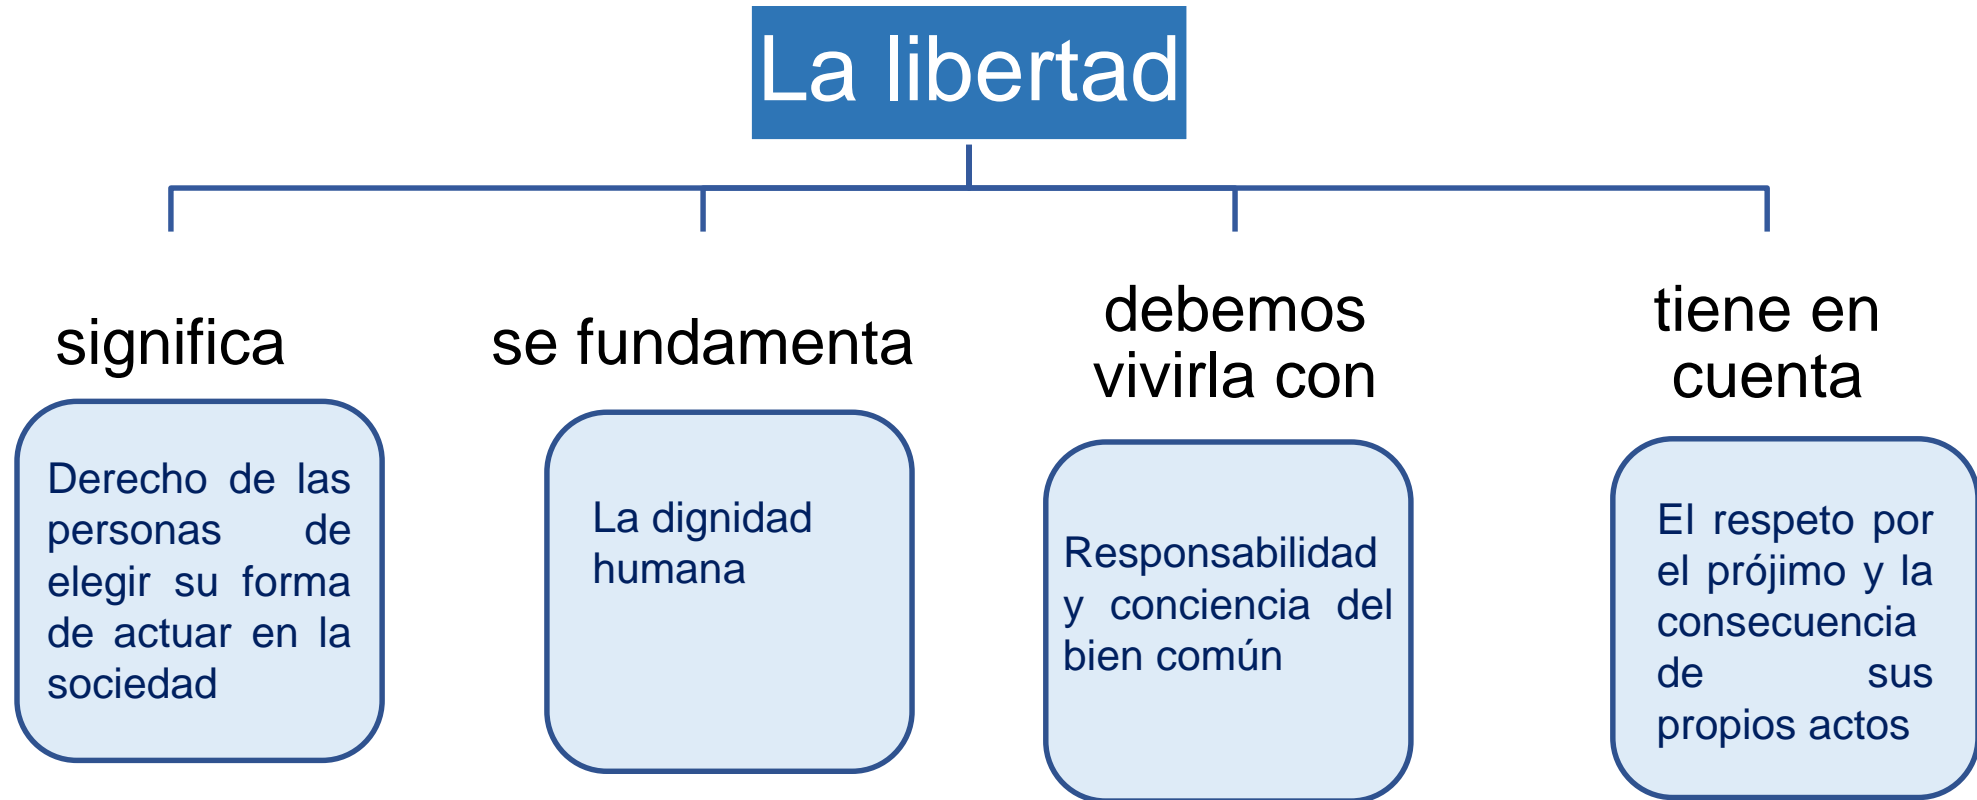 La libertad
significa
Derecho de las
personas de
elegir su forma
de actuar en la
sociedad
se fundamenta
La dignidad
humana
debemos
vivirla con
Responsabilidad
y conciencia del
bien común
tiene en
cuenta
El respeto por
el prójimo y la
consecuencia
de sus
propios actos